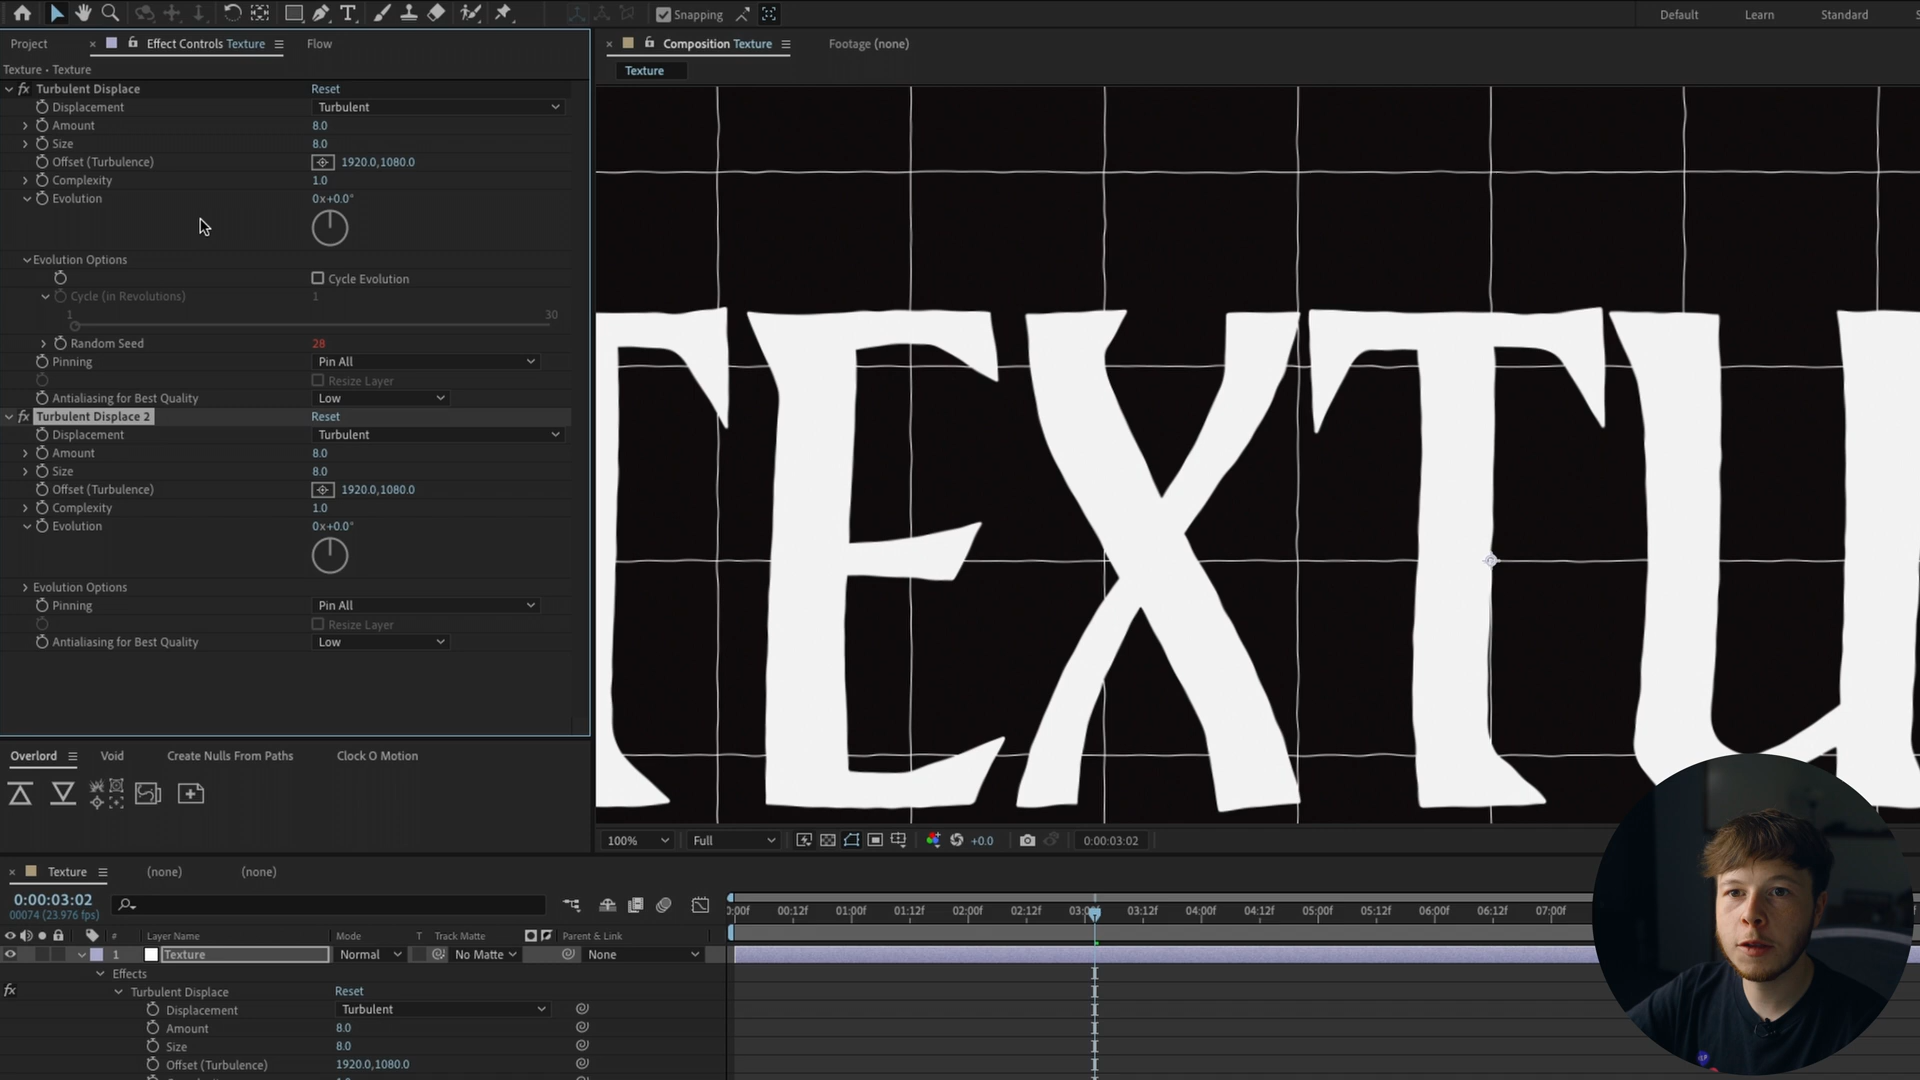 Snapping
Default
Learn
Standard
Project
Effect Controls Texture
Flow
Composition Texture
Footage (none)
Texture • Texture
Texture
fx Turbulent Displace Reset
Displacement Turbulent
Amount 8.0
Size 8.0
Offset (Turbulence) 1920.0,1080.0
Complexity 1.0
Evolution 0x+0.0°
Evolution Options
Cycle Evolution
Cycle (in Revolutions) 1
1 30
Random Seed 28
Pinning Pin All
Resize Layer
Antialiasing for Best Quality Low
fx Turbulent Displace 2 Reset
Displacement Turbulent
Amount 8.0
Size 8.0
Offset (Turbulence) 1920.0,1080.0
Complexity 1.0
Evolution 0x+0.0°
Evolution Options
Pinning Pin All
Resize Layer
Antialiasing for Best Quality Low
TEXTU
Overlord
Void
Create Nulls From Paths
Clock O Motion
100%
Full
+0.0
0:00:03:02
Texture
(none)
(none)
0:00:03:02
00074 (23.976 fps)
:00f 00:12f 01:00f 01:12f 02:00f 02:12f 03:0 03:12f 04:00f 04:12f 05:00f 05:12f 06:00f 06:12f 07:00f
# Layer Name Mode T Track Matte Parent & Link
1 Texture Normal No Matte None
Effects
fx Turbulent Displace Reset
Displacement Turbulent
Amount 8.0
Size 8.0
Offset (Turbulence) 1920.0,1080.0